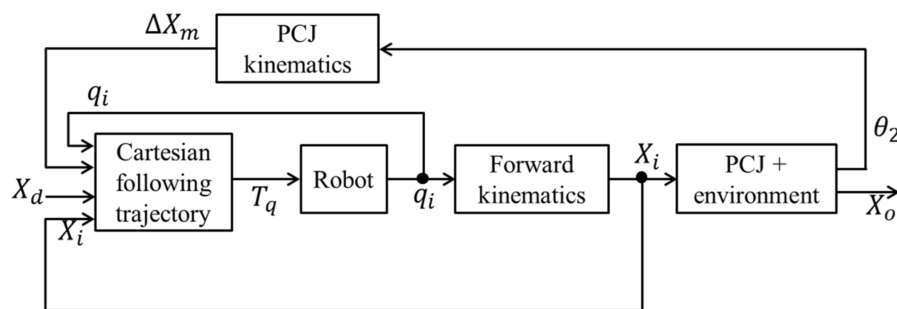 ΔX_m
PCJ
kinematics
q_i
Cartesian
following
trajectory
X_d
X_i
T_q
Robot
q_i
Forward
kinematics
X_i
PCJ +
environment
θ_2
X_o